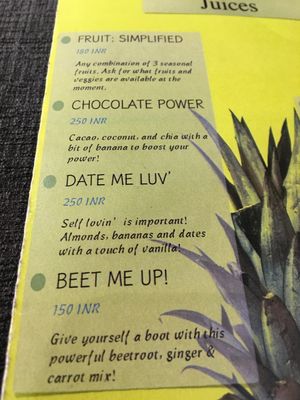 Juices
FRUIT: SIMPLIFIED
180 INR
Any combination of 3 seasonal
fruits. Ask for what fruits and
veggies are available at the
moment.
CHOCOLATE POWER
250 INR
Cacao, coconut, and chia with a
bit of banana to boost your
power!
DATE ME LUV'
250 INR
Self lovin' is important!
Almonds, bananas and dates
with a touch of vanilla!
BEET ME UP!
150 INR
Give yourself a boot with this
powerful beetroot, ginger &
carrot mix!